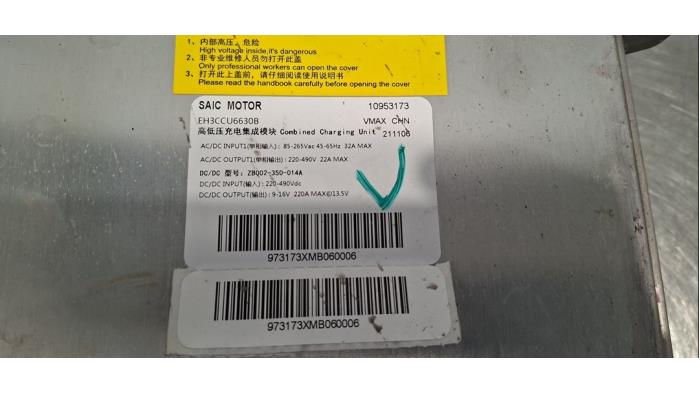 1、内部高压，危险
High voltage inside,it's dangerous
2、非专业维修人员勿打开此盖
Only professional workers can open the cover
3、打开此上盖前，请仔细阅读使用说明书
Please read the handbook carefully before opening the cover
SAIC MOTOR 10953173
EH3CCU6630B VMAX CHN
高低压充电集成模块 Combined Charging Unit 211106
AC/DC INPUT1(单相输入): 85-265Vac 45-65Hz 32A MAX
AC/DC OUTPUT1(单相输出): 220-490V 22A MAX
DC/DC 型号: ZB002-350-014A
DC/DC INPUT(输入): 220-490Vdc
DC/DC OUTPUT(输出): 9-16V 220A MAX@13.5V
973173XMB060006
973173XMB060006